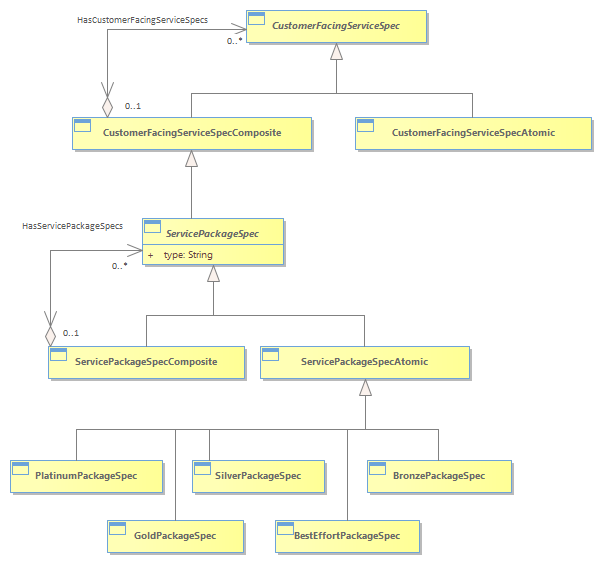 HasCustomerFacingServiceSpecs
CustomerFacingServiceSpec
0..*
0..1
CustomerFacingServiceSpecComposite
CustomerFacingServiceSpecAtomic
HasServicePackageSpecs
ServicePackageSpec
+ type: String
0..*
0..1
ServicePackageSpecComposite
ServicePackageSpecAtomic
PlatinumPackageSpec
SilverPackageSpec
BronzePackageSpec
GoldPackageSpec
BestEffortPackageSpec